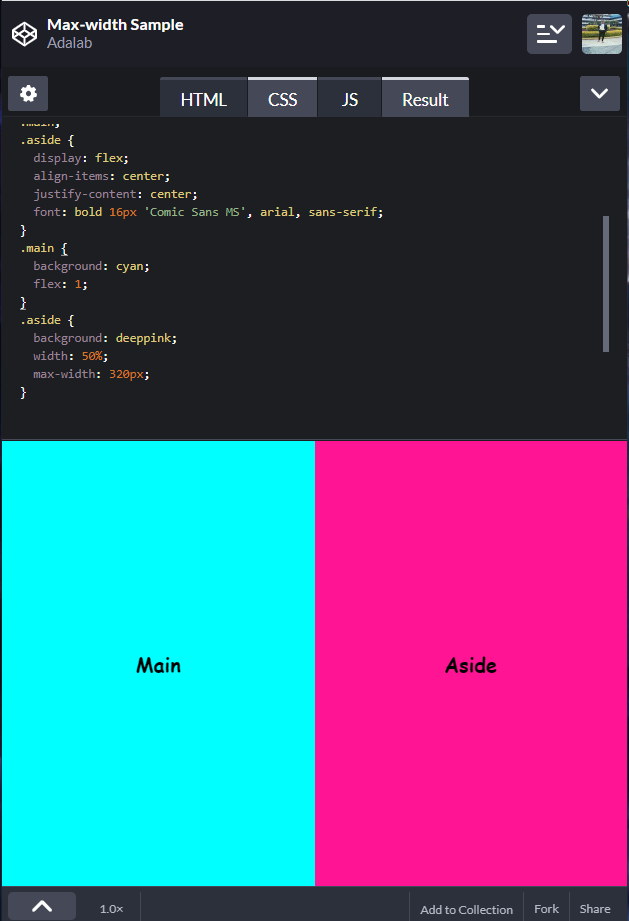 Max-width Sample
Adalab
HTML CSS JS Result
.main,
.aside {
display: flex;
align-items: center;
justify-content: center;
font: bold 16px 'Comic Sans MS', arial, sans-serif;
}
.main {
background: cyan;
flex: 1;
}
.aside {
background: deeppink;
width: 50%;
max-width: 320px;
}
Main Aside
1.0× Add to Collection Fork Share